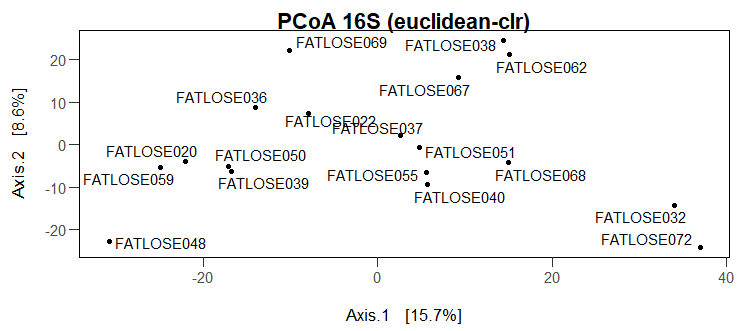 PCoA 16S (euclidean-clr)
FATLOSE069
FATLOSE038
FATLOSE062
FATLOSE067
FATLOSE036
FATLOSE022
FATLOSE037
FATLOSE020
FATLOSE050
FATLOSE051
FATLOSE059
FATLOSE039
FATLOSE055
FATLOSE068
FATLOSE040
FATLOSE032
FATLOSE072
FATLOSE048
Axis.2 [8.6%]
20
10
0
-10
-20
-20
0
20
40
Axis.1 [15.7%]